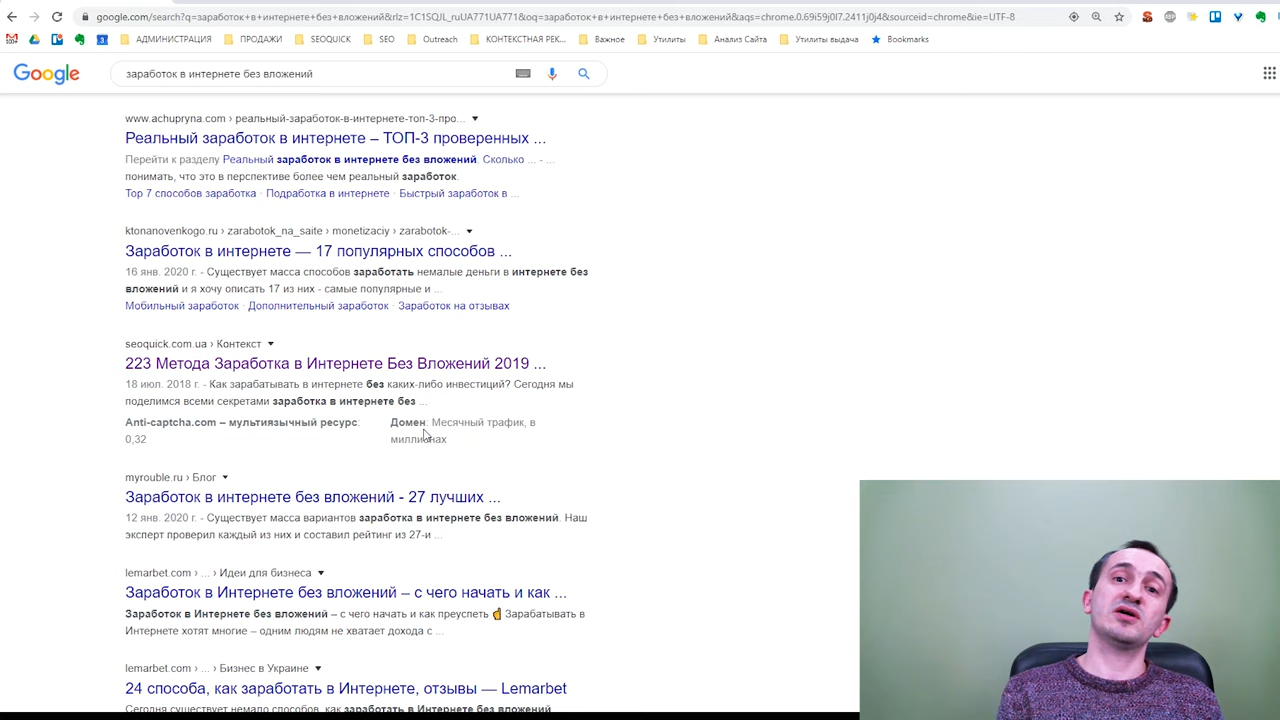 google.com/search?q=заработок+в+интернете+без+вложений&rlz=1C1SQJL_ruUA771UA771&oq=заработок+в+интернете+без+вложений&aqs=chrome.0.69i59j0l7.2411j0j4&sourceid=chrome&ie=UTF-8
АДМИНИСТРАЦИЯ ПРОДАЖИ SEOQUICK SEO Outreach КОНТЕКСТНАЯ РЕК... Важное Утилиты Анализ Сайта Утилиты выдача Bookmarks
Google заработок в интернете без вложений
www.achupryna.com › реальный-заработок-в-интернете-топ-3-про...
Реальный заработок в интернете – ТОП-3 проверенных ...
Перейти к разделу Реальный заработок в интернете без вложений. Сколько ... - ...
понимать, что это в перспективе более чем реальный заработок.
Top 7 способов заработка · Подработка в интернете · Быстрый заработок в ...
ktonanovenkogo.ru › zarabotok_na_saite › monetizaciy › zarabotok-...
Заработок в интернете — 17 популярных способов ...
16 янв. 2020 г. - Существует масса способов заработать немалые деньги в интернете без
вложений и я хочу описать 17 из них - самые популярные и ...
Мобильный заработок · Дополнительный заработок · Заработок на отзывах
seoquick.com.ua › Контекст
223 Метода Заработка в Интернете Без Вложений 2019 ...
18 июл. 2018 г. - Как зарабатывать в интернете без каких-либо инвестиций? Сегодня мы
поделимся всеми секретами заработка в интернете без ...
Anti-captcha.com – мультиязычный ресурс: Домен: Месячный трафик, в
0,32 миллионах
myrouble.ru › Блог
Заработок в интернете без вложений - 27 лучших ...
12 янв. 2020 г. - Существует масса вариантов заработка в интернете без вложений. Наш
эксперт проверил каждый из них и составил рейтинг из 27-и ...
lemarbet.com › ... › Идеи для бизнеса
Заработок в Интернете без вложений – с чего начать и как ...
Заработок в Интернете без вложений – с чего начать и как преуспеть ☝ Зарабатывать в
Интернете хотят многие – одним людям не хватает дохода с ...
lemarbet.com › ... › Бизнес в Украине
24 способа, как заработать в Интернете, отзывы — Lemarbet
Сегодня существует немало способов, как заработать в Интернете без вложений